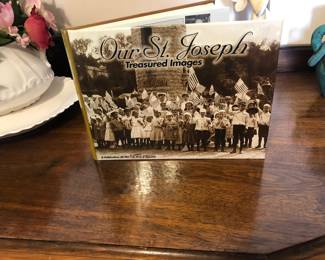 Our St. Joseph
Treasured Images